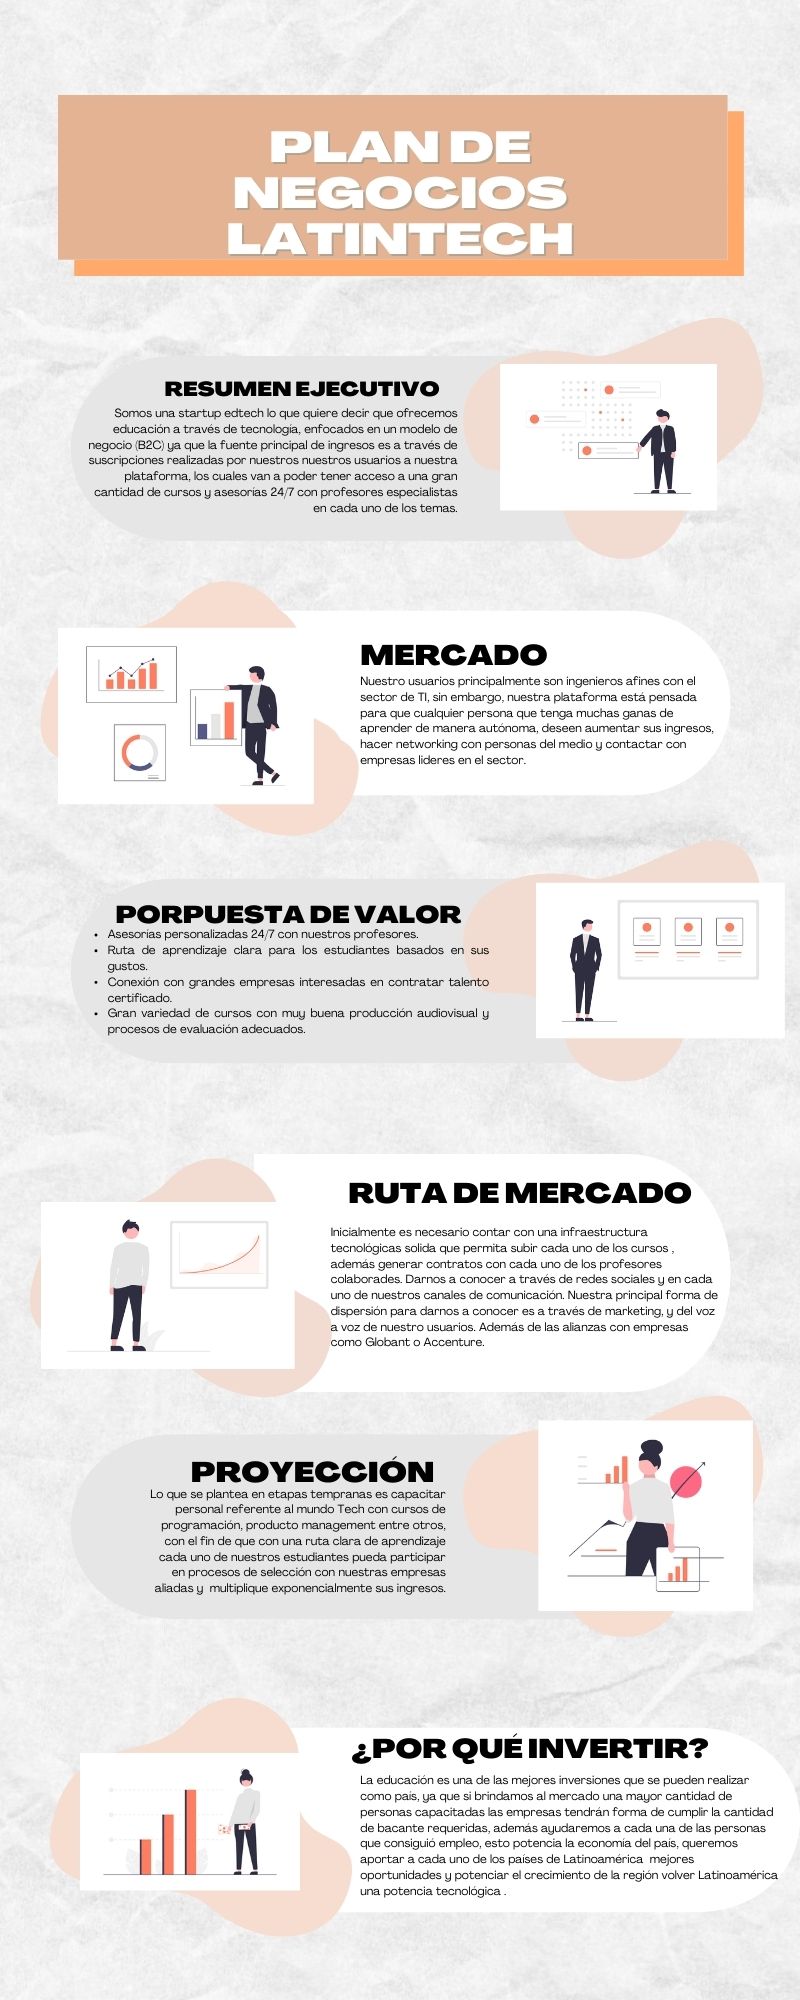 PLAN DE
NEGOCIOS
LATINTECH
RESUMEN EJECUTIVO
Somos una startup edtech lo que quiere decir que ofrecemos
educación a través de tecnología, enfocados en un modelo de
negocio (B2C) ya que la fuente principal de ingresos es a través de
suscripciones realizadas por nuestros nuestros usuarios a nuestra
plataforma, los cuales van a poder tener acceso a una gran
cantidad de cursos y asesorías 24/7 con profesores especialistas
en cada uno de los temas.
MERCADO
Nuestro usuarios principalmente son ingenieros afines con el
sector de TI, sin embargo, nuestra plataforma está pensada
para que cualquier persona que tenga muchas ganas de
aprender de manera autónoma, deseen aumentar sus ingresos,
hacer networking con personas del medio y contactar con
empresas lideres en el sector.
PORPUESTA DE VALOR
• Asesorías personalizadas 24/7 con nuestros profesores.
• Ruta de aprendizaje clara para los estudiantes basados en sus
gustos.
• Conexión con grandes empresas interesadas en contratar talento
certificado.
• Gran variedad de cursos con muy buena producción audiovisual y
procesos de evaluación adecuados.
RUTA DE MERCADO
Inicialmente es necesario contar con una infraestructura
tecnológicas solida que permita subir cada uno de los cursos ,
además generar contratos con cada uno de los profesores
colaborades. Darnos a conocer a través de redes sociales y en cada
uno de nuestros canales de comunicación. Nuestra principal forma de
dispersión para darnos a conocer es a través de marketing, y del voz
a voz de nuestro usuarios. Además de las alianzas con empresas
como Globant o Accenture.
PROYECCIÓN
Lo que se plantea en etapas tempranas es capacitar
personal referente al mundo Tech con cursos de
programación, producto management entre otros,
con el fin de que con una ruta clara de aprendizaje
cada uno de nuestros estudiantes pueda participar
en procesos de selección con nuestras empresas
aliadas y multiplique exponencialmente sus ingresos.
¿POR QUÉ INVERTIR?
La educación es una de las mejores inversiones que se pueden realizar
como país, ya que si brindamos al mercado una mayor cantidad de
personas capacitadas las empresas tendrán forma de cumplir la cantidad
de bacante requeridas, además ayudaremos a cada una de las personas
que consiguió empleo, esto potencia la economía del país, queremos
aportar a cada uno de los países de Latinoamérica mejores
oportunidades y potenciar el crecimiento de la región volver Latinoamérica
una potencia tecnológica .